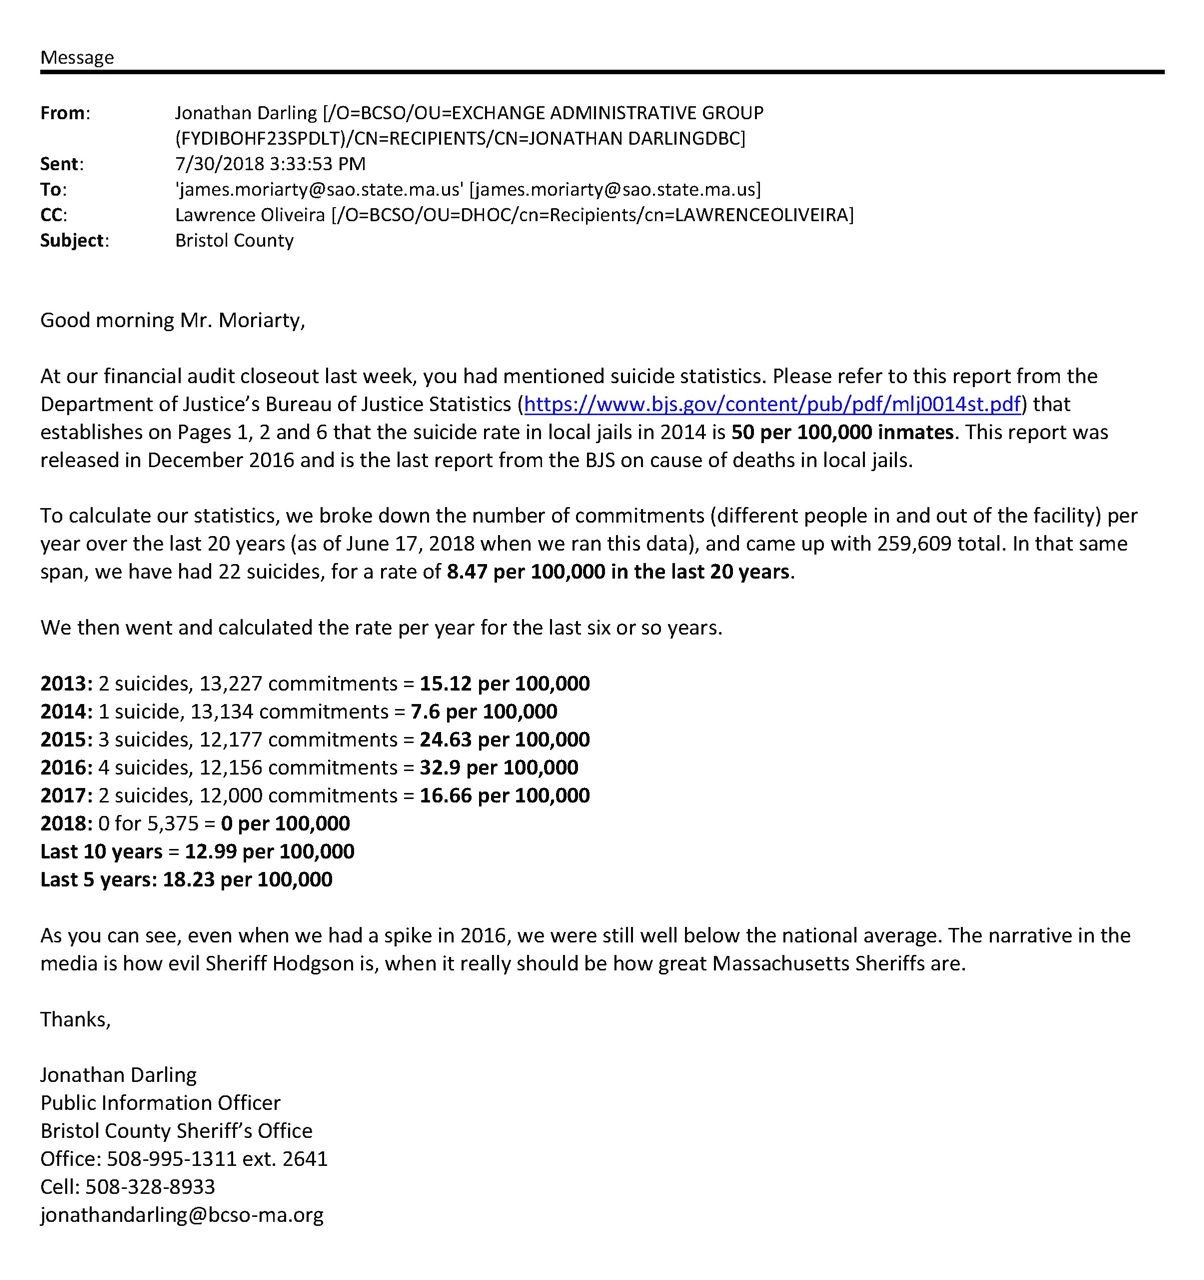 Message
From: Jonathan Darling [/O=BCSO/OU=EXCHANGE ADMINISTRATIVE GROUP
(FYDIBOHF23SPDLT)/CN=RECIPIENTS/CN=JONATHAN DARLINGDBC]
Sent: 7/30/2018 3:33:53 PM
To: 'james.moriarty@sao.state.ma.us' [james.moriarty@sao.state.ma.us]
CC: Lawrence Oliveira [/O=BCSO/OU=DHOC/cn=Recipients/cn=LAWRENCEOLIVEIRA]
Subject: Bristol County
Good morning Mr. Moriarty,
At our financial audit closeout last week, you had mentioned suicide statistics. Please refer to this report from the
Department of Justice’s Bureau of Justice Statistics (https://www.bjs.gov/content/pub/pdf/mlj0014st.pdf) that
establishes on Pages 1, 2 and 6 that the suicide rate in local jails in 2014 is 50 per 100,000 inmates. This report was
released in December 2016 and is the last report from the BJS on cause of deaths in local jails.
To calculate our statistics, we broke down the number of commitments (different people in and out of the facility) per
year over the last 20 years (as of June 17, 2018 when we ran this data), and came up with 259,609 total. In that same
span, we have had 22 suicides, for a rate of 8.47 per 100,000 in the last 20 years.
We then went and calculated the rate per year for the last six or so years.
2013: 2 suicides, 13,227 commitments = 15.12 per 100,000
2014: 1 suicide, 13,134 commitments = 7.6 per 100,000
2015: 3 suicides, 12,177 commitments = 24.63 per 100,000
2016: 4 suicides, 12,156 commitments = 32.9 per 100,000
2017: 2 suicides, 12,000 commitments = 16.66 per 100,000
2018: 0 for 5,375 = 0 per 100,000
Last 10 years = 12.99 per 100,000
Last 5 years: 18.23 per 100,000
As you can see, even when we had a spike in 2016, we were still well below the national average. The narrative in the
media is how evil Sheriff Hodgson is, when it really should be how great Massachusetts Sheriffs are.
Thanks,
Jonathan Darling
Public Information Officer
Bristol County Sheriff’s Office
Office: 508-995-1311 ext. 2641
Cell: 508-328-8933
jonathandarling@bcso-ma.org